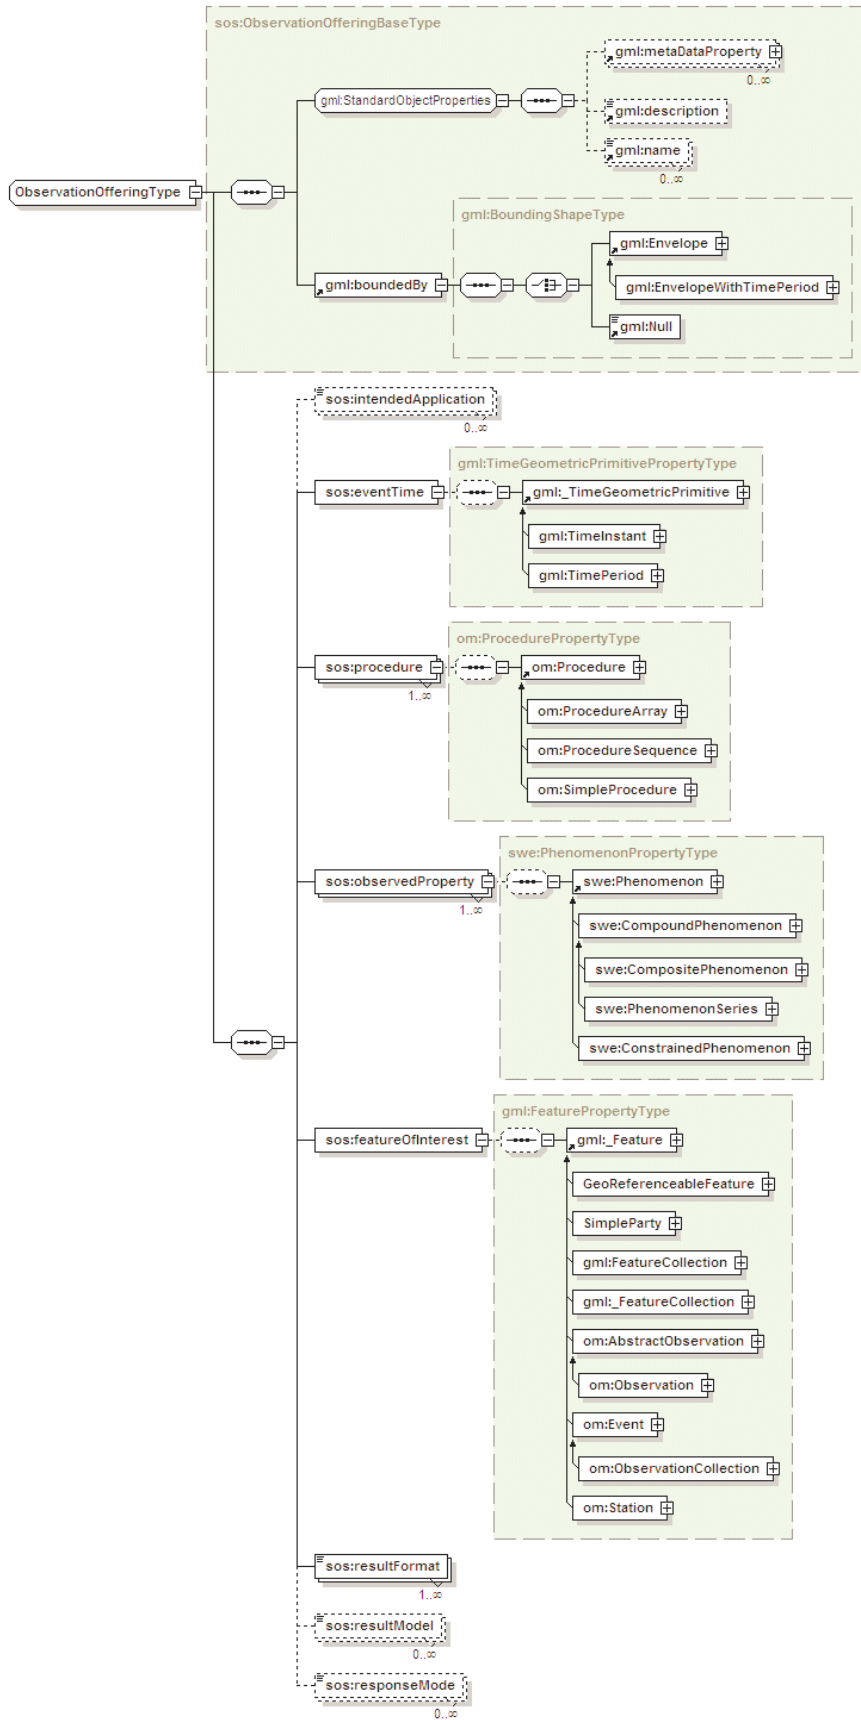 sos:ObservationOfferingBaseType
gml:metaDataProperty
0..∞
gml:StandardObjectProperties
gml:description
gml:name
0..∞
ObservationOfferingType
gml:BoundingShapeType
gml:Envelope
gml:boundedBy
gml:EnvelopeWithTimePeriod
gml:Null
sos:intendedApplication
0..∞
gml:TimeGeometricPrimitivePropertyType
sos:eventTime
gml:_TimeGeometricPrimitive
gml:TimeInstant
gml:TimePeriod
om:ProcedurePropertyType
sos:procedure
1..∞
om:Procedure
om:ProcedureArray
om:ProcedureSequence
om:SimpleProcedure
swe:PhenomenonPropertyType
sos:observedProperty
1..∞
swe:Phenomenon
swe:CompoundPhenomenon
swe:CompositePhenomenon
swe:PhenomenonSeries
swe:ConstrainedPhenomenon
gml:FeaturePropertyType
sos:featureOfInterest
gml:_Feature
GeoReferenceableFeature
SimpleParty
gml:FeatureCollection
gml:_FeatureCollection
om:AbstractObservation
om:Observation
om:Event
om:ObservationCollection
om:Station
sos:resultFormat
1..∞
sos:resultModel
0..∞
sos:responseMode
0..∞